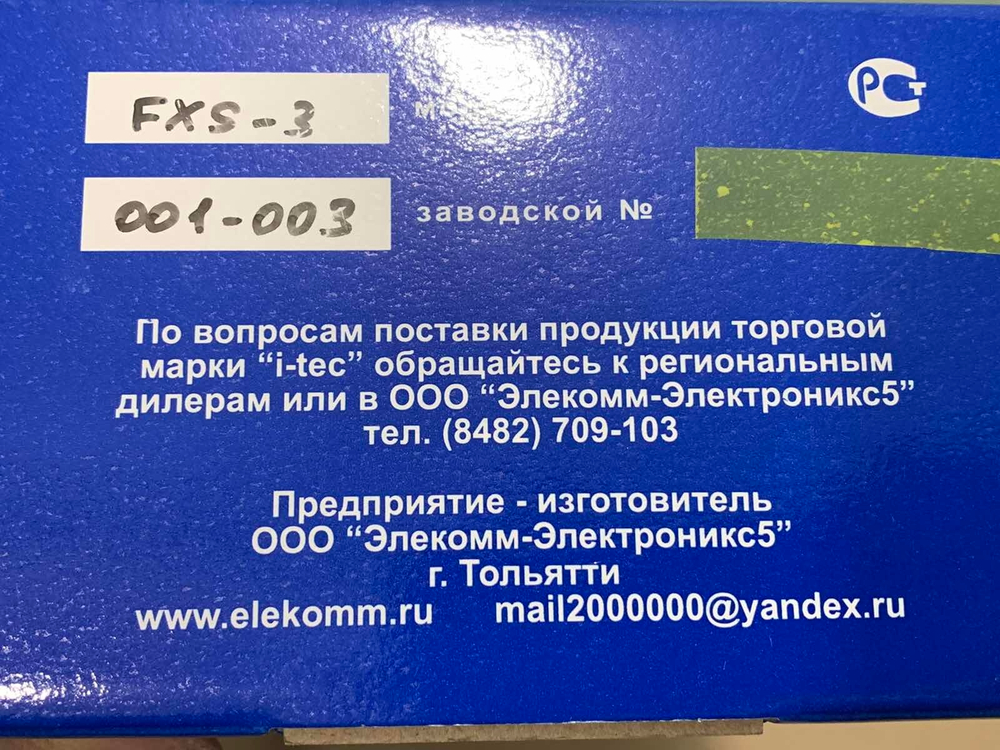 FXS-3
001-003 заводской №
РСТ
По вопросам поставки продукции торговой
марки “i-tec” обращайтесь к региональным
дилерам или в ООО “Элекомм-Электроникс5”
тел. (8482) 709-103
Предприятие - изготовитель
ООО “Элекомм-Электроникс5”
г. Тольятти
www.elekomm.ru mail2000000@yandex.ru